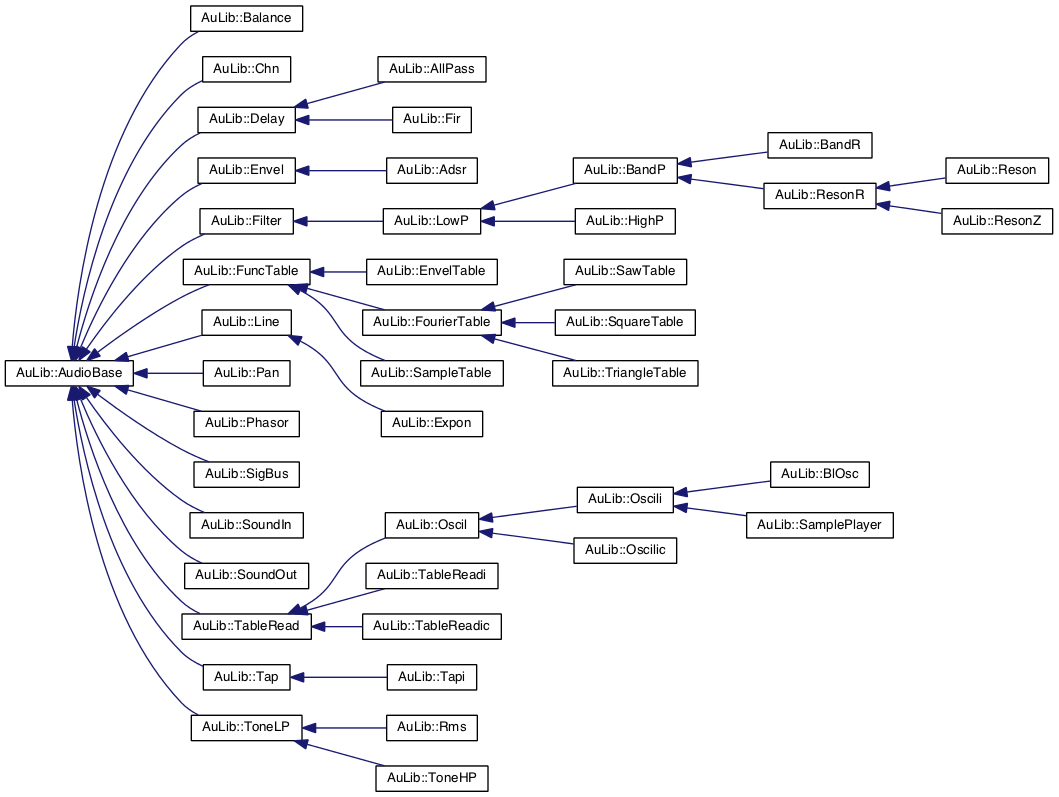 AuLib::Balance
AuLib::Chn
AuLib::AllPass
AuLib::Delay
AuLib::Fir
AuLib::BandR
AuLib::Envel
AuLib::Adsr
AuLib::BandP
AuLib::Reson
AuLib::ResonR
AuLib::Filter
AuLib::LowP
AuLib::HighP
AuLib::ResonZ
AuLib::FuncTable
AuLib::EnvelTable
AuLib::SawTable
AuLib::Line
AuLib::FourierTable
AuLib::SquareTable
AuLib::AudioBase
AuLib::Pan
AuLib::SampleTable
AuLib::TriangleTable
AuLib::Phasor
AuLib::Expon
AuLib::SigBus
AuLib::BlOsc
AuLib::Oscili
AuLib::SoundIn
AuLib::Oscil
AuLib::SamplePlayer
AuLib::Oscilic
AuLib::SoundOut
AuLib::TableReadi
AuLib::TableRead
AuLib::TableReadic
AuLib::Tap
AuLib::Tapi
AuLib::ToneLP
AuLib::Rms
AuLib::ToneHP